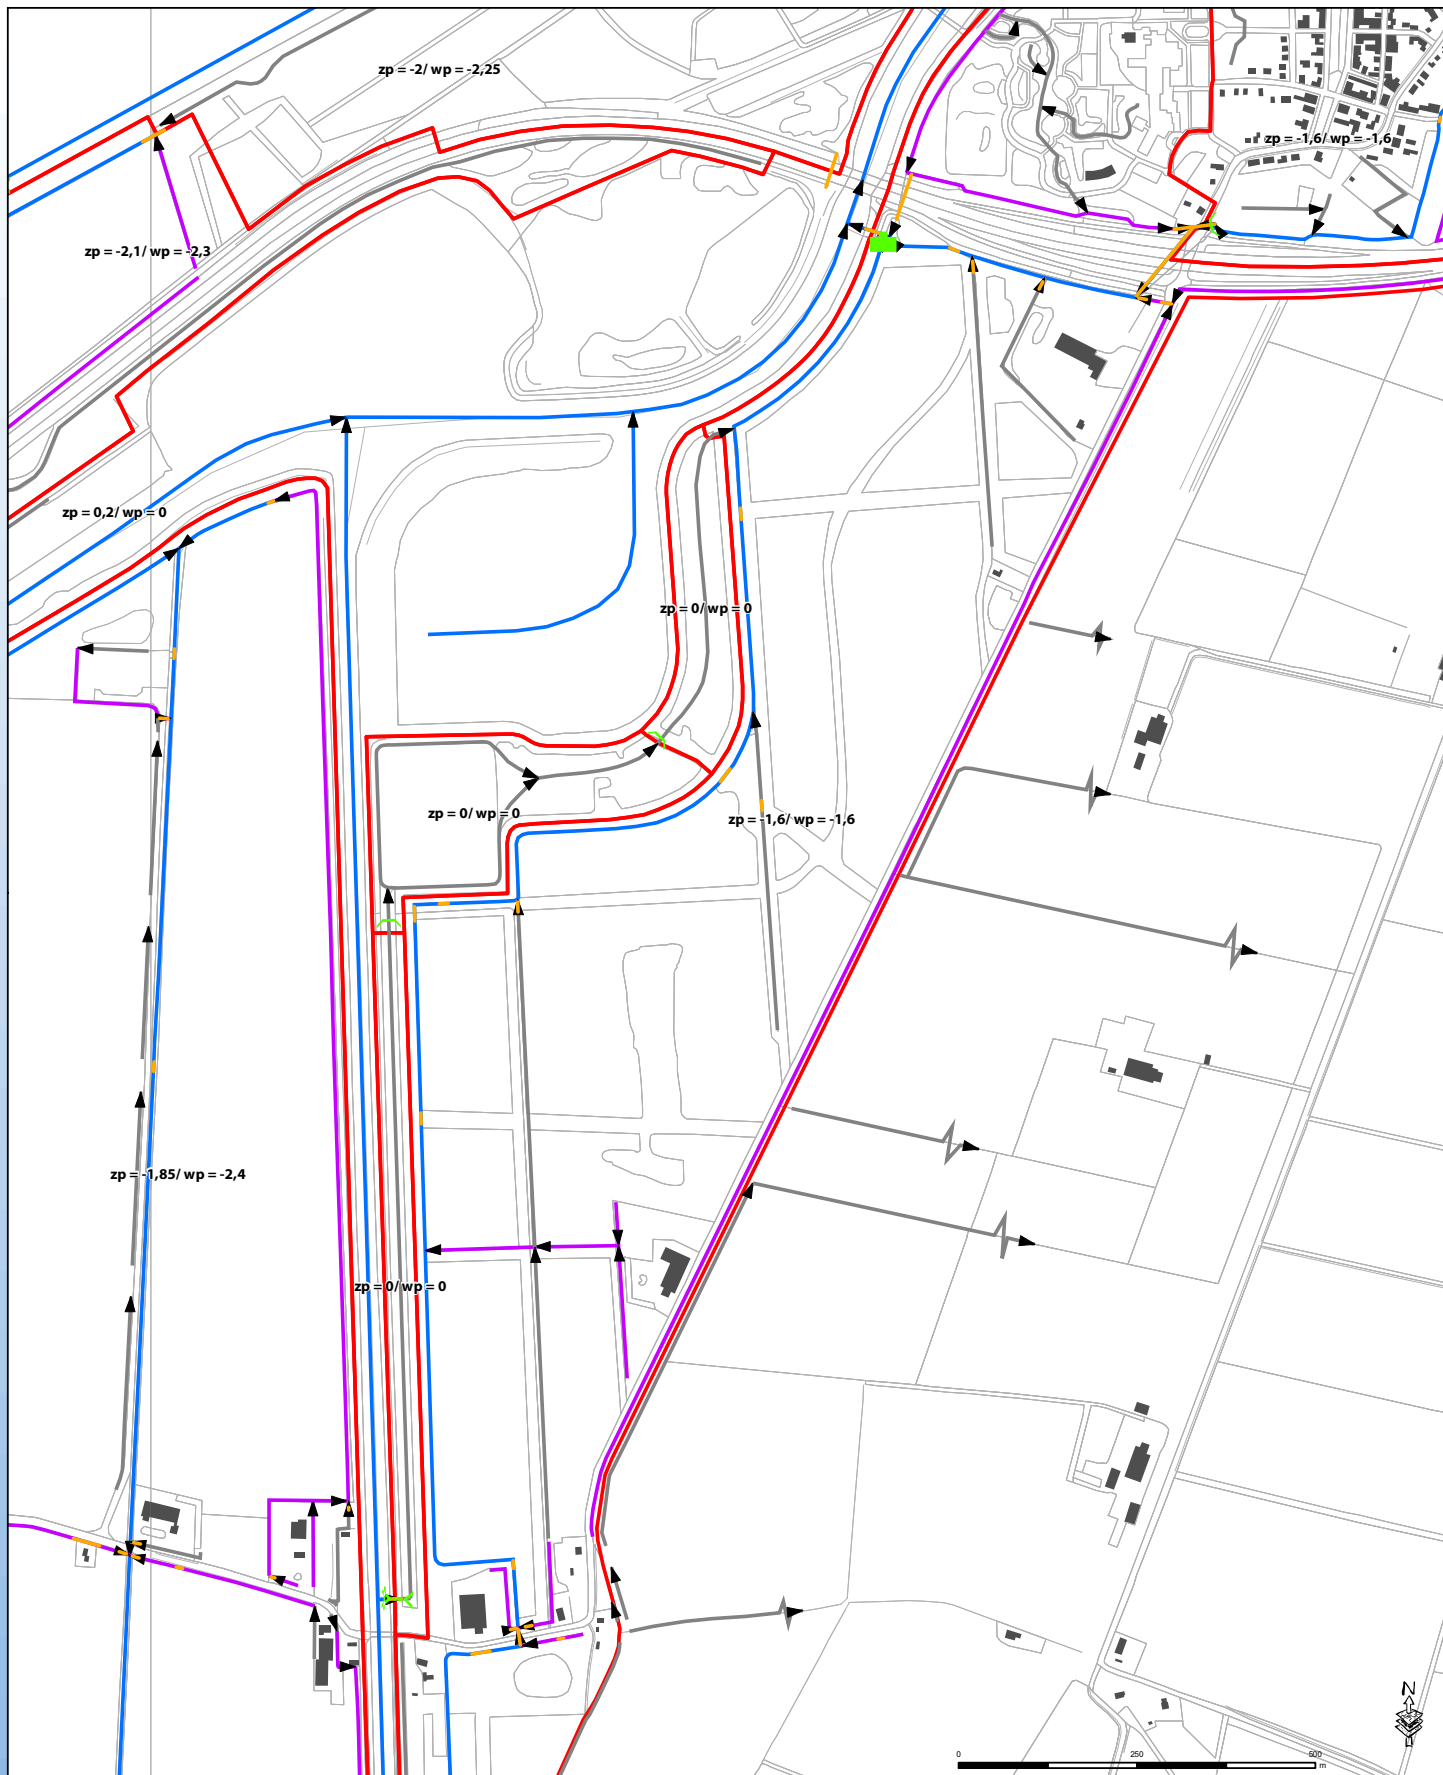 zp = -2/ wp = -2,25
zp = -1,6/ wp = -1,6
zp = -2,1/ wp = -2,3
zp = 0,2/ wp = 0
zp = 0/ wp = 0
zp = 0/ wp = 0
zp = -1,6/ wp = -1,6
zp = -1,85/ wp = -2,4
zp = 0/ wp = 0
N
0 250 500
m